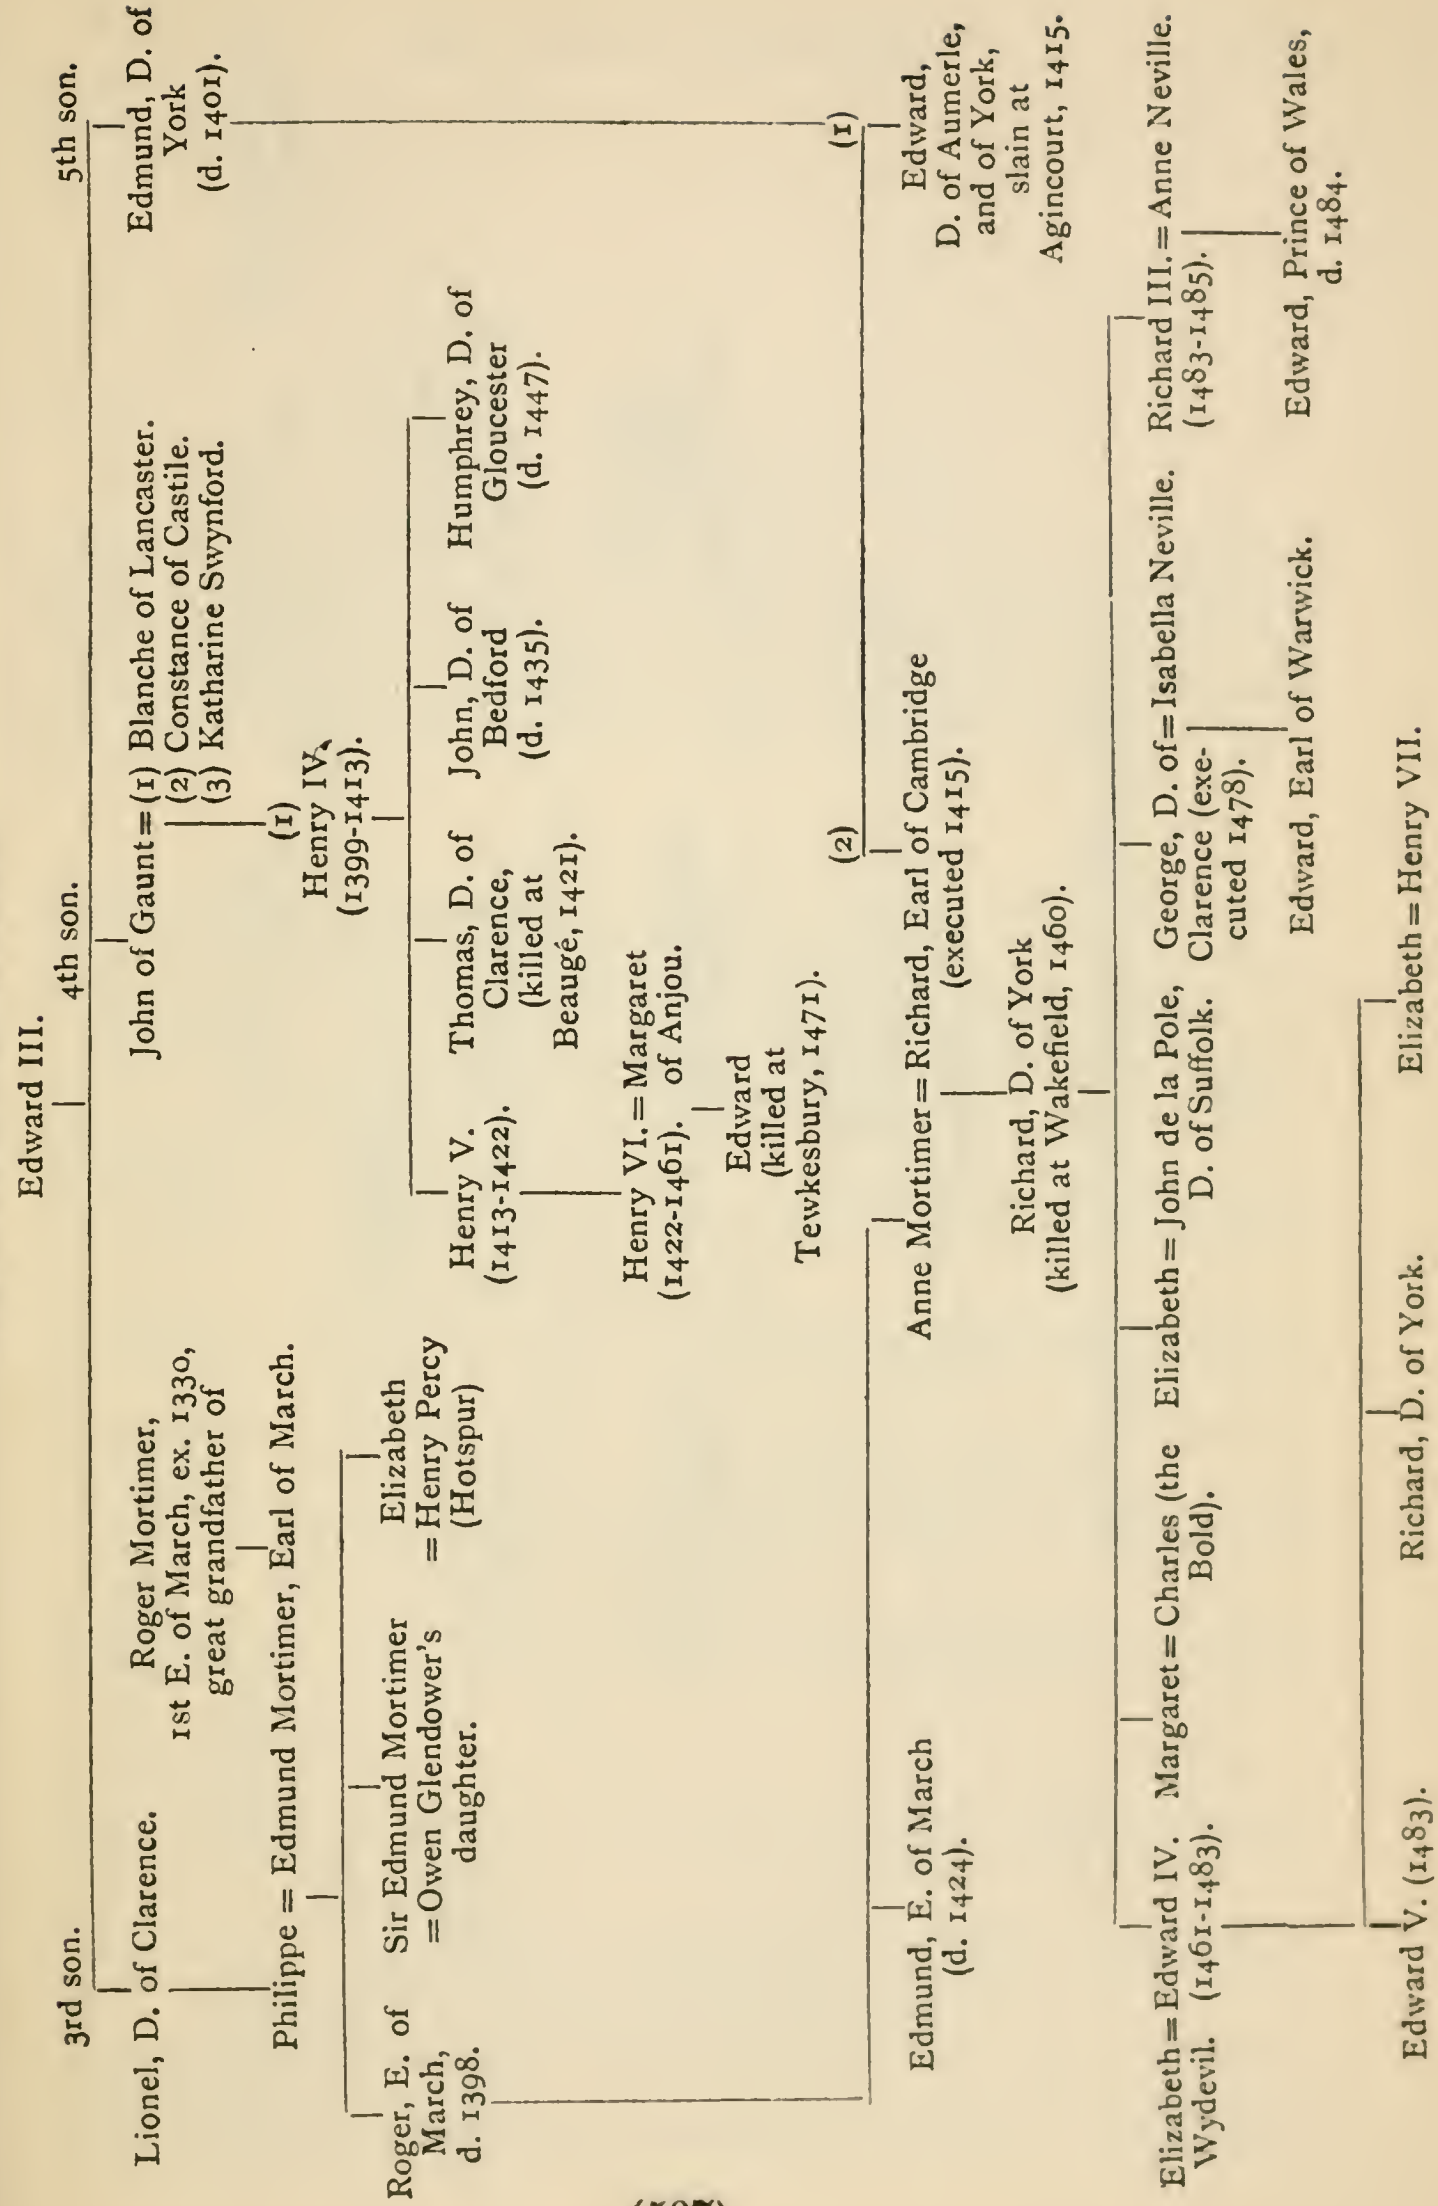 Edward III.
3rd son.
4th son.
5th son.
Lionel, D. of Clarence.
Roger Mortimer,
1st E. of March, ex. 1330,
great grandfather of
John of Gaunt = (1) Blanche of Lancaster.
(2) Constance of Castile.
(3) Katharine Swynford.
Edmund, D. of
York
(d. 1401).
Philippe = Edmund Mortimer, Earl of March.
(1)
Henry IV.
(1399-1413).
Roger, E. of
March,
d. 1398.
Sir Edmund Mortimer
= Owen Glendower's
daughter.
Elizabeth
= Henry Percy
(Hotspur)
Henry V.
(1413-1422).
Thomas, D. of
Clarence,
(killed at
Beaugé, 1421).
John, D. of
Bedford
(d. 1435).
Humphrey, D. of
Gloucester
(d. 1447).
Henry VI. = Margaret
(1422-1461). of Anjou.
Edward
(killed at
Tewkesbury, 1471).
(2)
(1)
Edmund, E. of March
(d. 1424).
Anne Mortimer = Richard, Earl of Cambridge
(executed 1415).
Edward,
D. of Aumerle,
and of York,
slain at
Agincourt, 1415.
Richard, D. of York
(killed at Wakefield, 1460).
Elizabeth = Edward IV.
Wydevil. (1461-1483).
Margaret = Charles (the
Bold).
Elizabeth = John de la Pole,
D. of Suffolk.
George, D. of = Isabella Neville.
Clarence (exe-
cuted 1478).
Richard III. = Anne Neville.
(1483-1485).
Edward, Earl of Warwick.
Edward, Prince of Wales,
d. 1484.
Edward V. (1483).
Richard, D. of York.
Elizabeth = Henry VII.